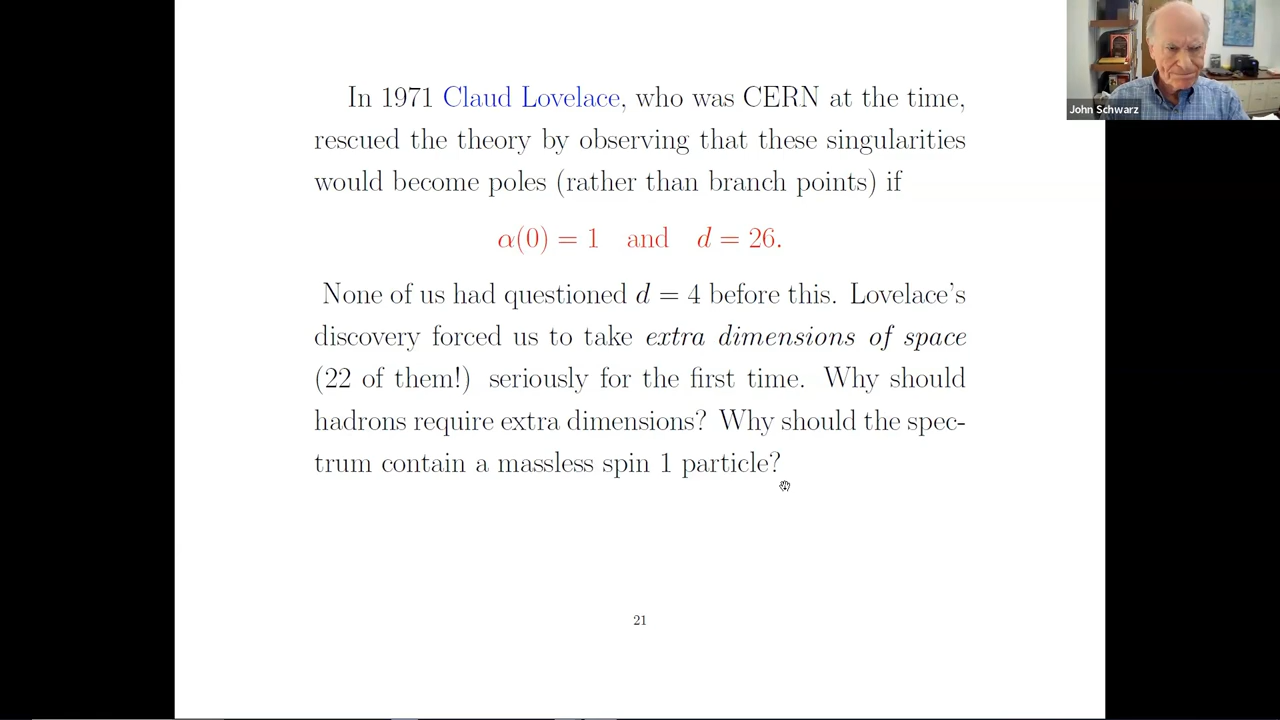 In 1971 Claud Lovelace, who was CERN at the time,
rescued the theory by observing that these singularities
would become poles (rather than branch points) if
α(0) = 1 and d = 26.
None of us had questioned d = 4 before this. Lovelace's
discovery forced us to take extra dimensions of space
(22 of them!) seriously for the first time. Why should
hadrons require extra dimensions? Why should the spec-
trum contain a massless spin 1 particle?
21
John Schwarz